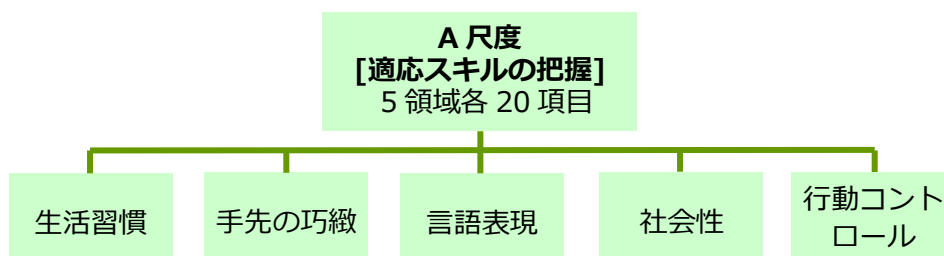 A 尺度
[適応スキルの把握]
5 領域各 20 項目
生活習慣
手先の巧緻
言語表現
社会性
行動コント
ロール